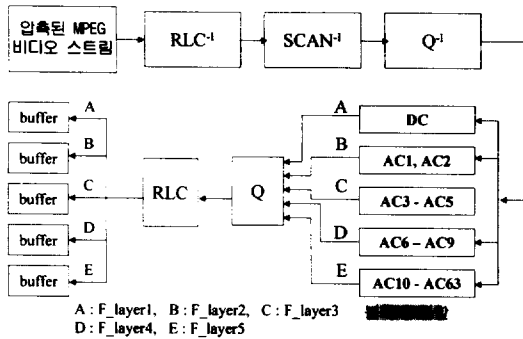 압축된 MPEG
비디오 스트림
RLC-1
SCAN-1
Q-1
buffer
A
buffer
B
buffer
C
buffer
D
buffer
E
RLC
Q
A
DC
B
AC1, AC2
C
AC3 - AC5
D
AC6 – AC9
E
AC10 - AC63
A : F_layer1, B : F_layer2, C : F_layer3
D : F_layer4, E : F_layer5